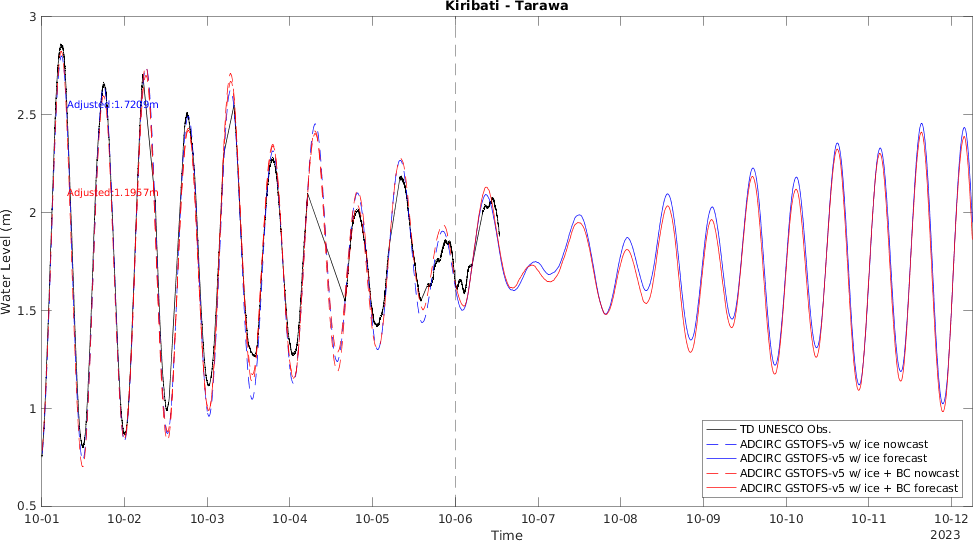 Kiribati - Tarawa
Water Level (m)
3
2.5
2
1.5
1
0.5
Adjusted:1.7209m
Adjusted:1.1957m
TD UNESCO Obs.
ADCIRC GSTOFS-v5 w/ ice nowcast
ADCIRC GSTOFS-v5 w/ ice forecast
ADCIRC GSTOFS-v5 w/ ice + BC nowcast
ADCIRC GSTOFS-v5 w/ ice + BC forecast
10-01 10-02 10-03 10-04 10-05 10-06 10-07 10-08 10-09 10-10 10-11 10-12
2023
Time